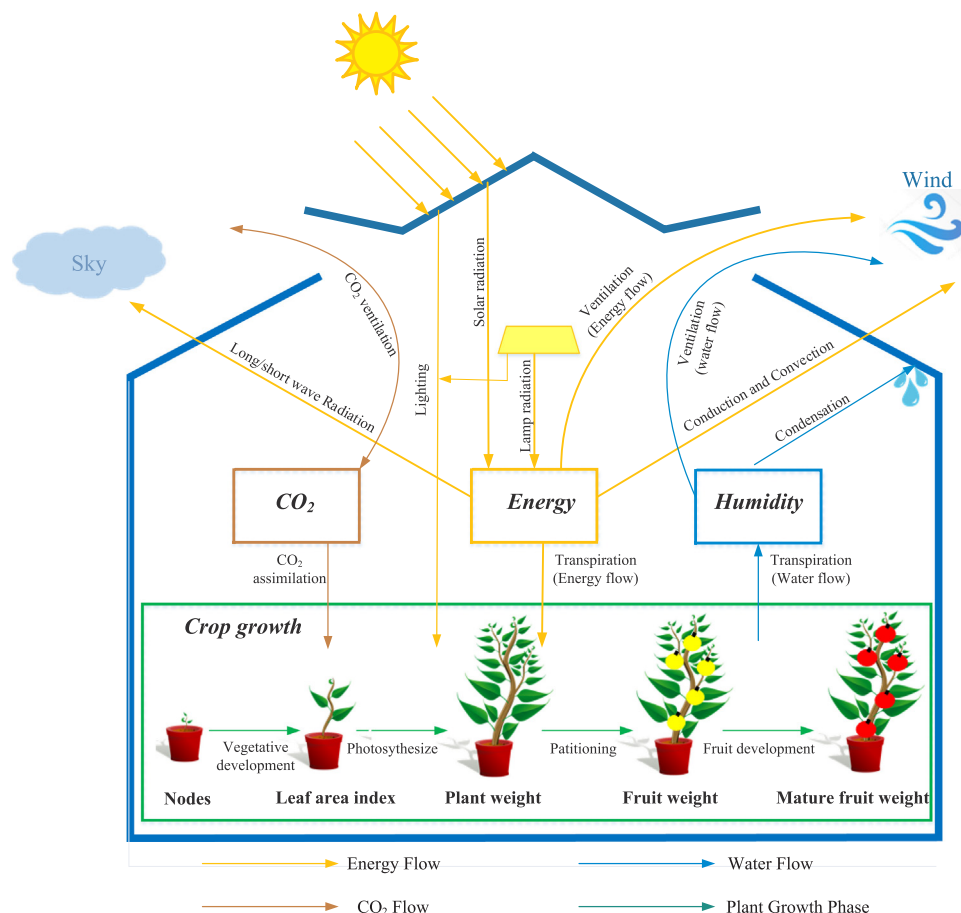 Wind
Sky
CO₂ ventilation
Solar radiation
Ventilation
(Energy flow)
Ventilation
(water flow)
Long/short wave Radiation
Lighting
Lamp radiation
Conduction and Convection
Condensation
CO₂
Energy
Humidity
CO₂
assimilation
Transpiration
(Energy flow)
Transpiration
(Water flow)
Crop growth
Vegetative
development
Photosythesize
Patitioning
Fruit development
Nodes
Leaf area index
Plant weight
Fruit weight
Mature fruit weight
Energy Flow
Water Flow
CO₂ Flow
Plant Growth Phase